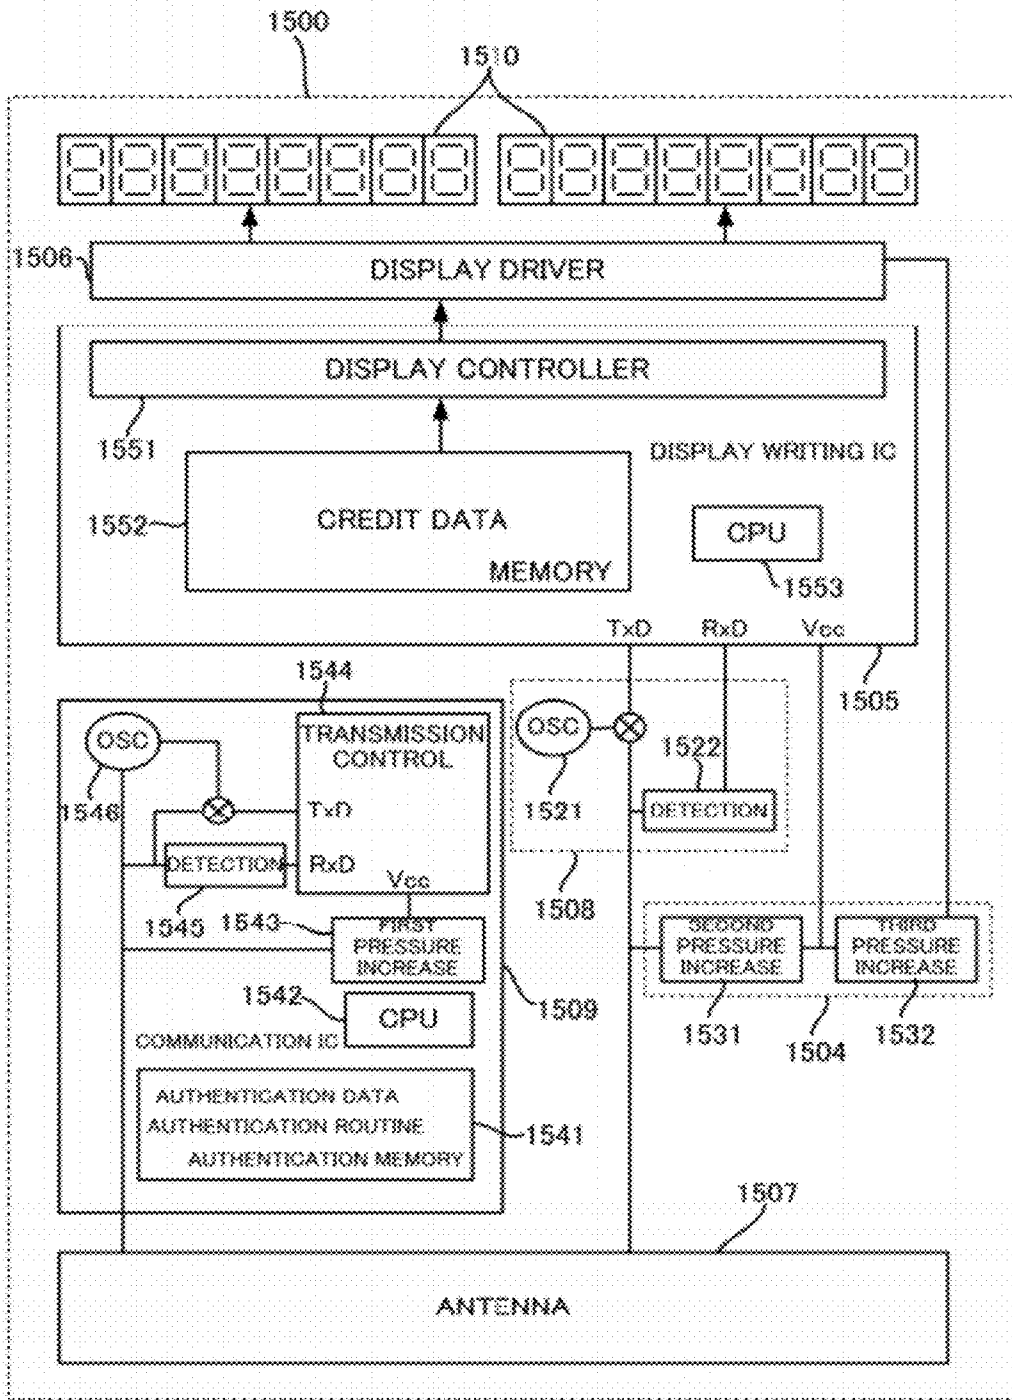 1500
1510
1506
DISPLAY DRIVER
DISPLAY CONTROLLER
1551
DISPLAY WRITING IC
1552
CREDIT DATA
CPU
MEMORY
1553
TxD
RxD
Vcc
1544
1505
OSC
TRANSMISSION
CONTROL
OSC
1522
1546
TxD
1521
DETECTION
DETECTION
RxD
Vcc
1545
1543
1508
FIRST
PRESSURE
INCREASE
SECOND
PRESSURE
INCREASE
THIRD
PRESSURE
INCREASE
1542
CPU
1509
1531
1504
1532
COMMUNICATION IC
AUTHENTICATION DATA
AUTHENTICATION ROUTINE
1541
AUTHENTICATION MEMORY
1507
ANTENNA